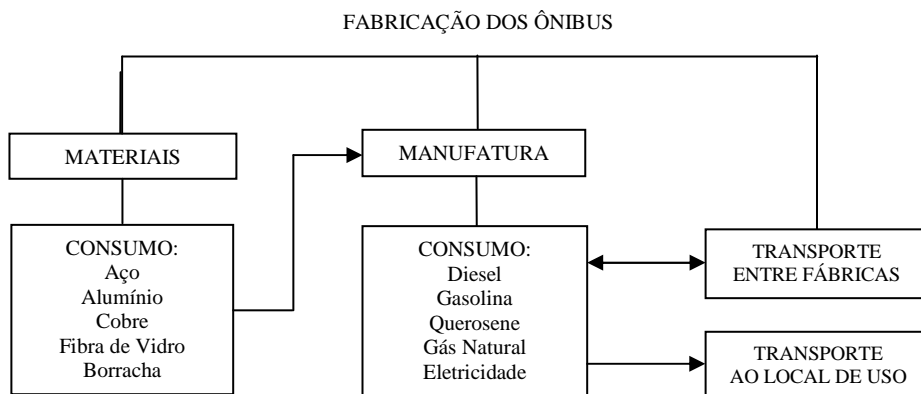 FABRICAÇÃO DOS ÔNIBUS
MATERIAIS
MANUFATURA
CONSUMO:
Aço
Alumínio
Cobre
Fibra de Vidro
Borracha
CONSUMO:
Diesel
Gasolina
Querosene
Gás Natural
Eletricidade
TRANSPORTE
ENTRE FÁBRICAS
TRANSPORTE
AO LOCAL DE USO